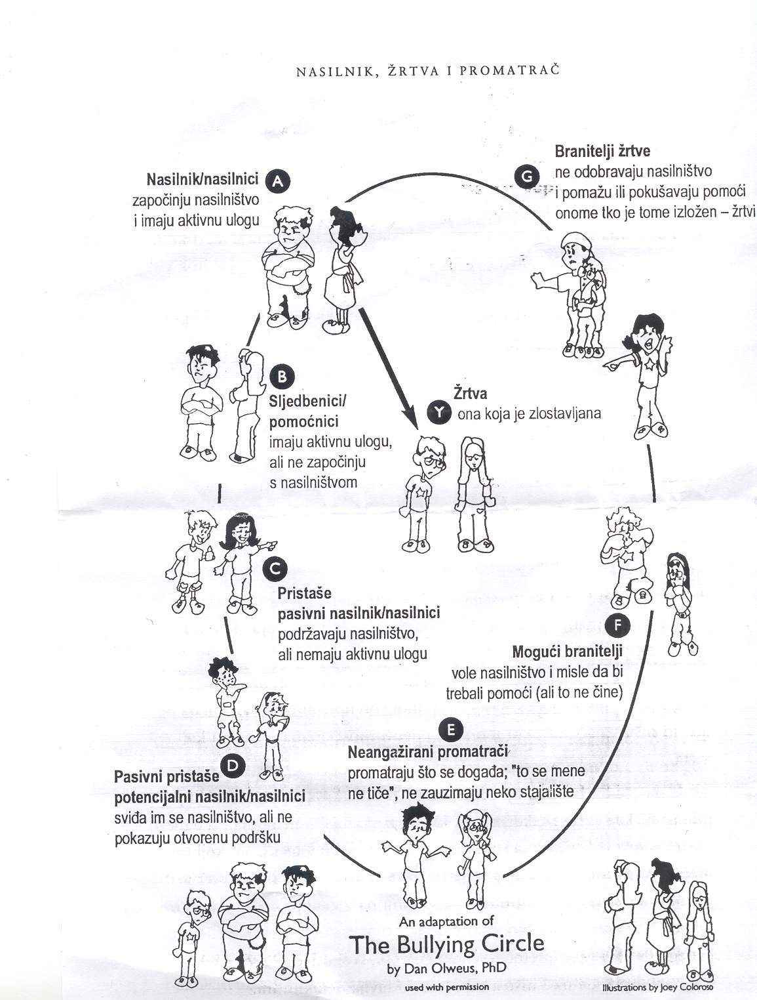 NASILNIK, ŽRTVA I PROMATRAČ
A
Nasilnik/nasilnici
započinju nasilništvo
i imaju aktivnu ulogu
G
Branitelji žrtve
ne odobravaju nasilništvo
i pomažu ili pokušavaju pomoći
onome tko je tome izložen – žrtvi
B
Sljedbenici/
pomoćnici
imaju aktivnu ulogu,
ali ne započinju
s nasilništvom
Y
Žrtva
ona koja je zlostavljana
C
Pristaše
pasivni nasilnik/nasilnici
podržavaju nasilništvo,
ali nemaju aktivnu ulogu
F
Mogući branitelji
vole nasilništvo i misle da bi
trebali pomoći (ali to ne čine)
D
Pasivni pristaše
potencijalni nasilnik/nasilnici
sviđa im se nasilništvo, ali ne
pokazuju otvorenu podršku
E
Neangažirani promatrači
promatraju što se događa; "to se mene
ne tiče", ne zauzimaju neko stajalište
An adaptation of
The Bullying Circle
by Dan Olweus, PhD
used with permission
Illustrations by Joey Coloroso